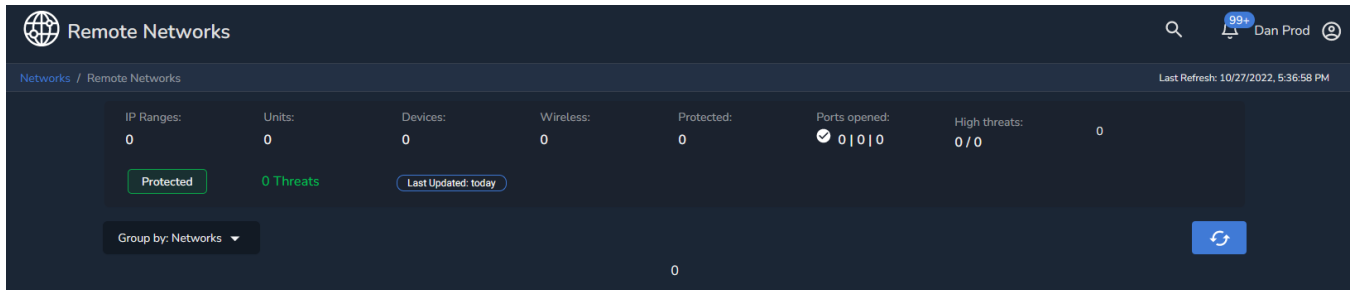 Remote Networks
99+
Dan Prod
Networks / Remote Networks
Last Refresh: 10/27/2022, 5:36:58 PM
IP Ranges: Units: Devices: Wireless: Protected: Ports opened: High threats:
0 0 0 0 0 0 | 0 | 0 0 / 0 0
Protected 0 Threats Last Updated: today
Group by: Networks
0